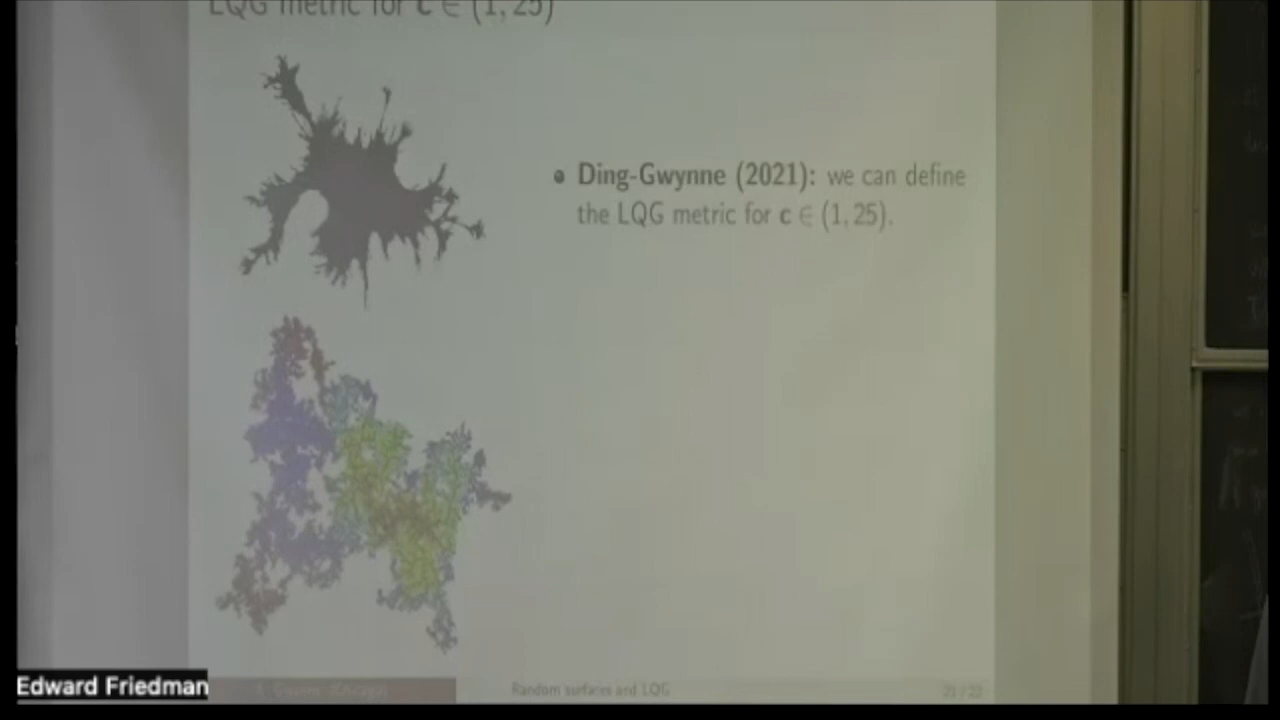 LQG metric for c ∈ (1, 25)
• Ding-Gwynne (2021): we can define
the LQG metric for c ∈ (1, 25).
Edward Friedman
Random surfaces and LQG